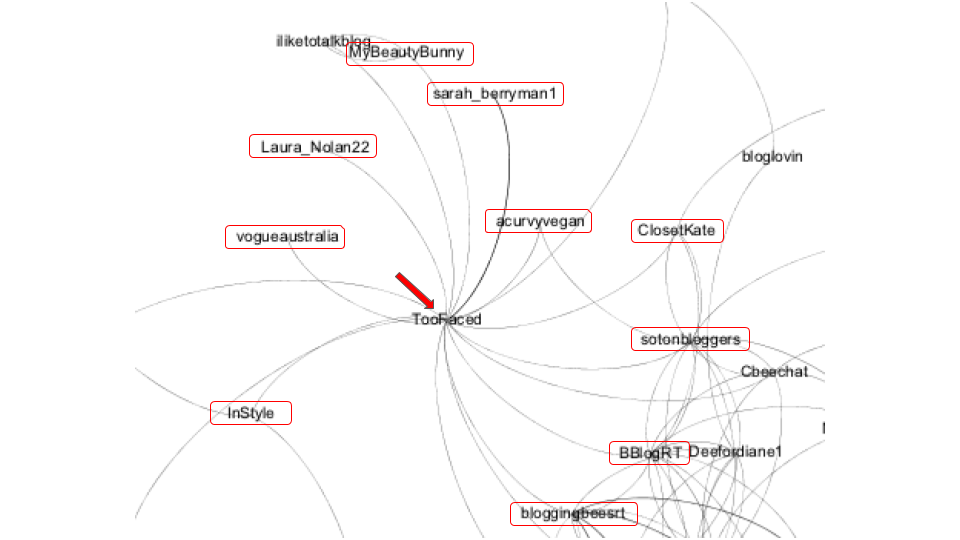 iliketotalkblog
MyBeautyBunny
sarah_berryman1
Laura_Nolan22
bloglovin
acurvyvegan
ClosetKate
vogueaustralia
TooFaced
sotonbloggers
Cbeechat
InStyle
BBlogRT
Deefordiane1
bloggingbeesrt